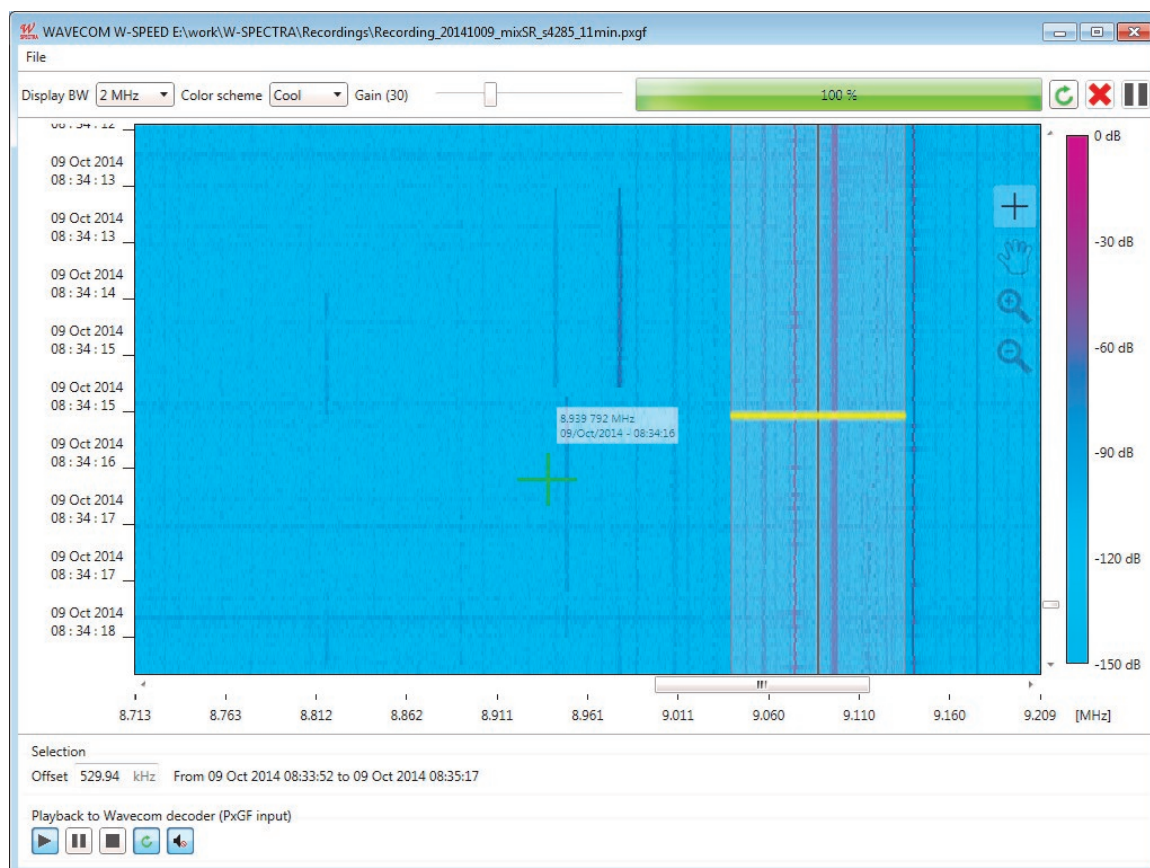 WAVECOM W-SPEED E:\work\W-SPECTRA\Recordings\Recording_20141009_mixSR_s4285_11min.pxgf
File
Display BW 2 MHz Color scheme Cool Gain (30) 100 %
08 : 34 : 12
09 Oct 2014
08 : 34 : 13
09 Oct 2014
08 : 34 : 13
09 Oct 2014
08 : 34 : 14
09 Oct 2014
08 : 34 : 15
09 Oct 2014
08 : 34 : 15
09 Oct 2014
08 : 34 : 16
09 Oct 2014
08 : 34 : 17
09 Oct 2014
08 : 34 : 17
09 Oct 2014
08 : 34 : 18
8,939 792 MHz
09/Oct/2014 - 08:34:16
0 dB
-30 dB
-60 dB
-90 dB
-120 dB
-150 dB
8.713 8.763 8.812 8.862 8.911 8.961 9.011 9.060 9.110 9.160 9.209 [MHz]
Selection
Offset 529.94 kHz From 09 Oct 2014 08:33:52 to 09 Oct 2014 08:35:17
Playback to Wavecom decoder (PxGF input)